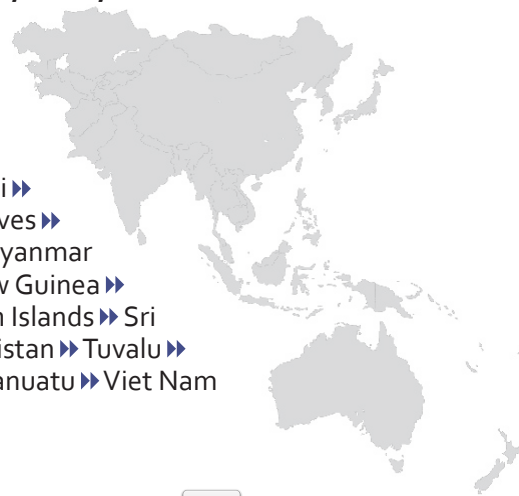 i ▸▸
ves ▸▸
yanmar
w Guinea ▸▸
n Islands ▸▸ Sri
istan ▸▸ Tuvalu ▸▸
anuatu ▸▸ Viet Nam